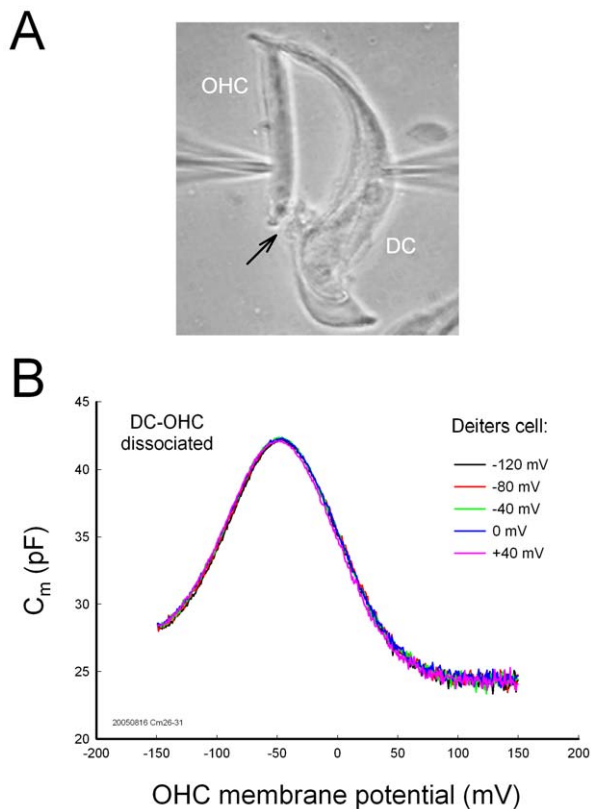 A
OHC
DC
B
45
40
35
30
25
20
-200 -150 -100 -50 0 50 100 150 200
C_m (pF)
OHC membrane potential (mV)
DC-OHC
dissociated
Deiters cell:
-120 mV
-80 mV
-40 mV
0 mV
+40 mV
20050816 Cm26-31